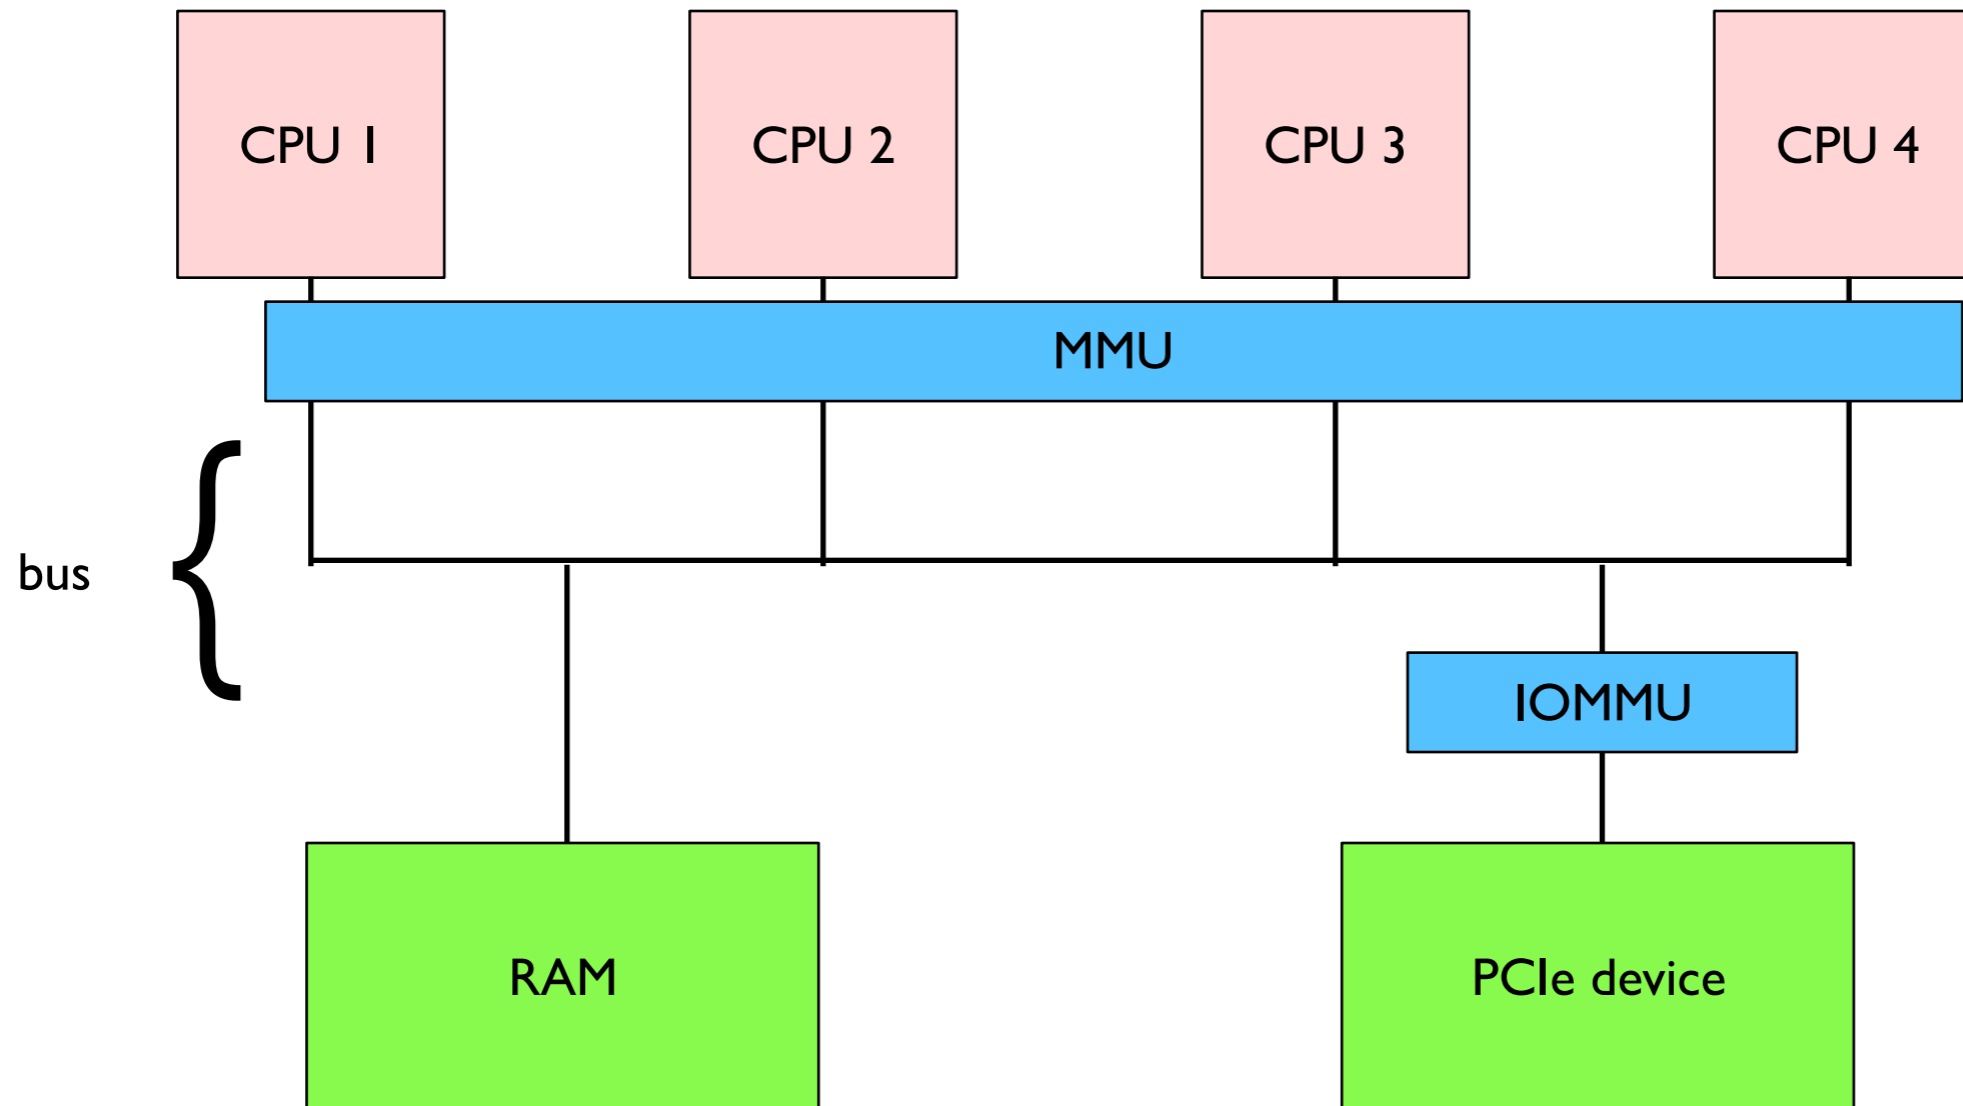 CPU 1
CPU 2
CPU 3
CPU 4
MMU
bus
IOMMU
RAM
PCIe device